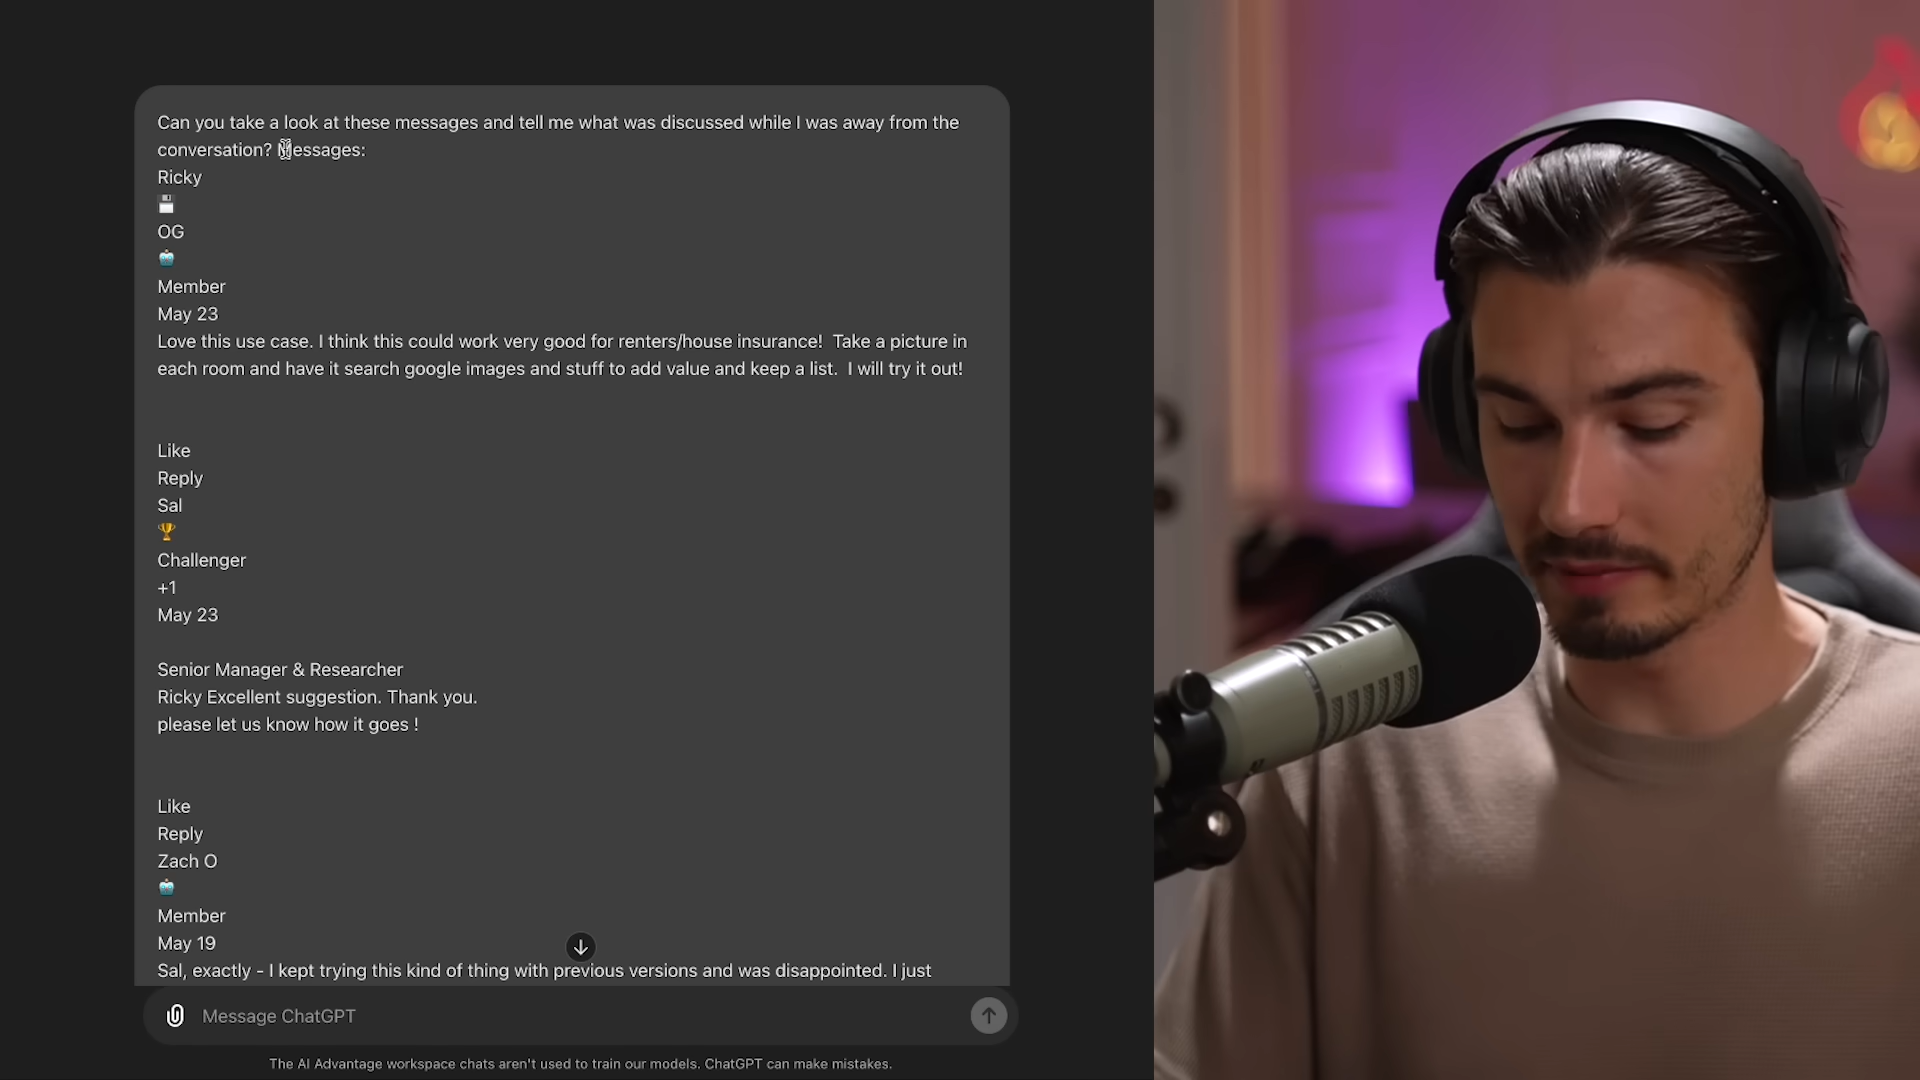 Can you take a look at these messages and tell me what was discussed while I was away from the
conversation? Messages:
Ricky
OG
Member
May 23
Love this use case. I think this could work very good for renters/house insurance!  Take a picture in
each room and have it search google images and stuff to add value and keep a list.  I will try it out!
Like
Reply
Sal
Challenger
+1
May 23
Senior Manager & Researcher
Ricky Excellent suggestion. Thank you.
please let us know how it goes !
Like
Reply
Zach O
Member
May 19
Sal, exactly - I kept trying this kind of thing with previous versions and was disappointed. I just
Message ChatGPT
The AI Advantage workspace chats aren't used to train our models. ChatGPT can make mistakes.